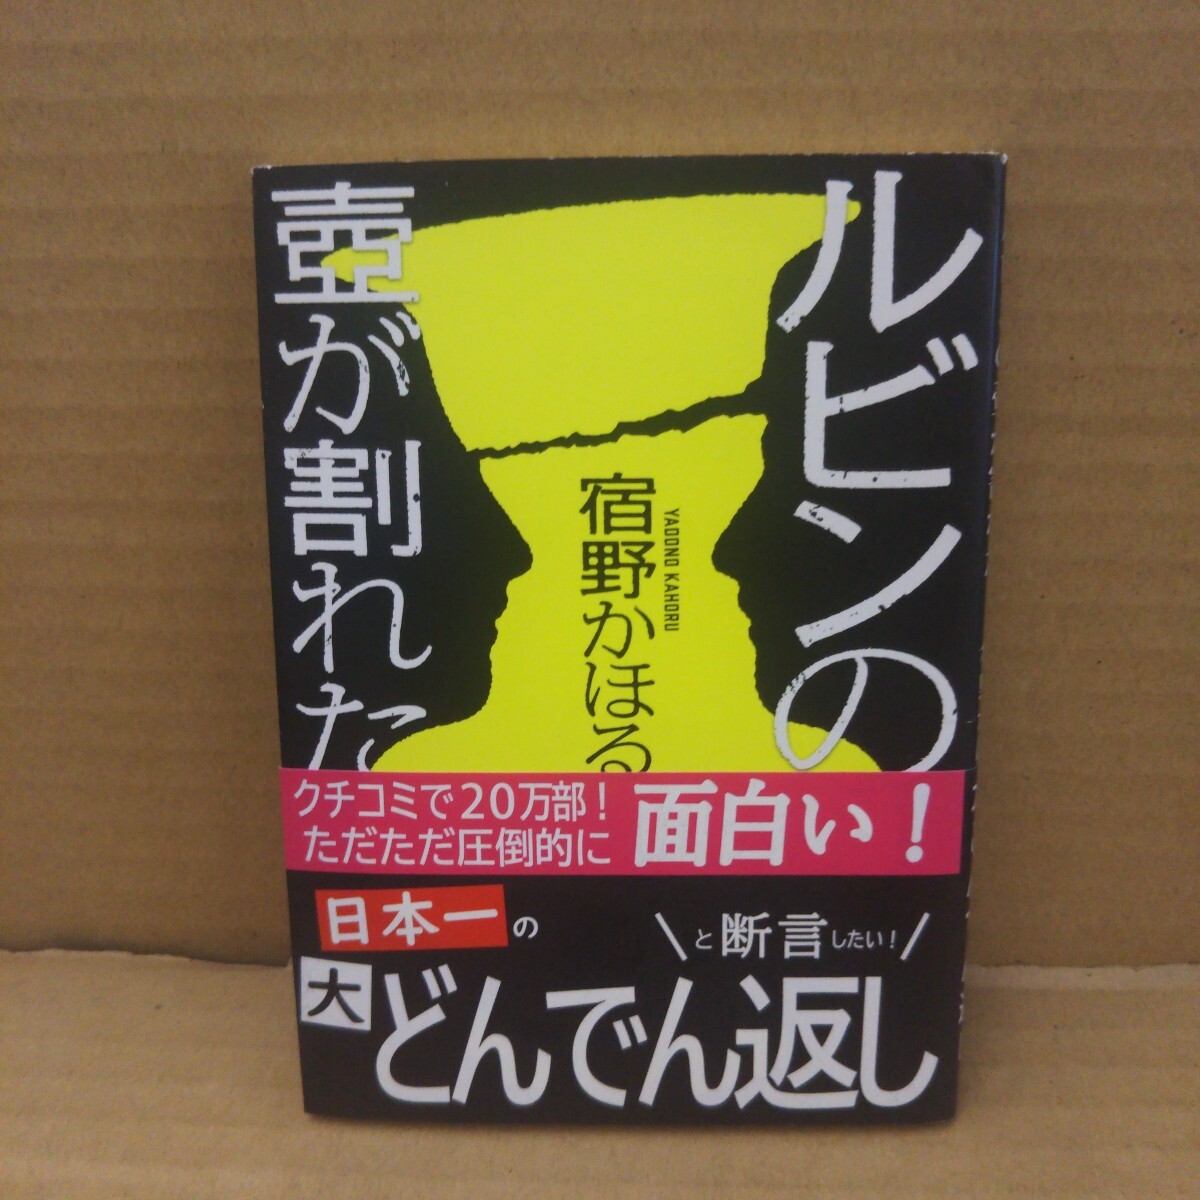 ルビンの
壺が割れた
宿野かほる
YADONO KAHORU
クチコミで20万部!
ただただ圧倒的に
面白い!
日本一の
大どんでん返し
\と断言したい!/